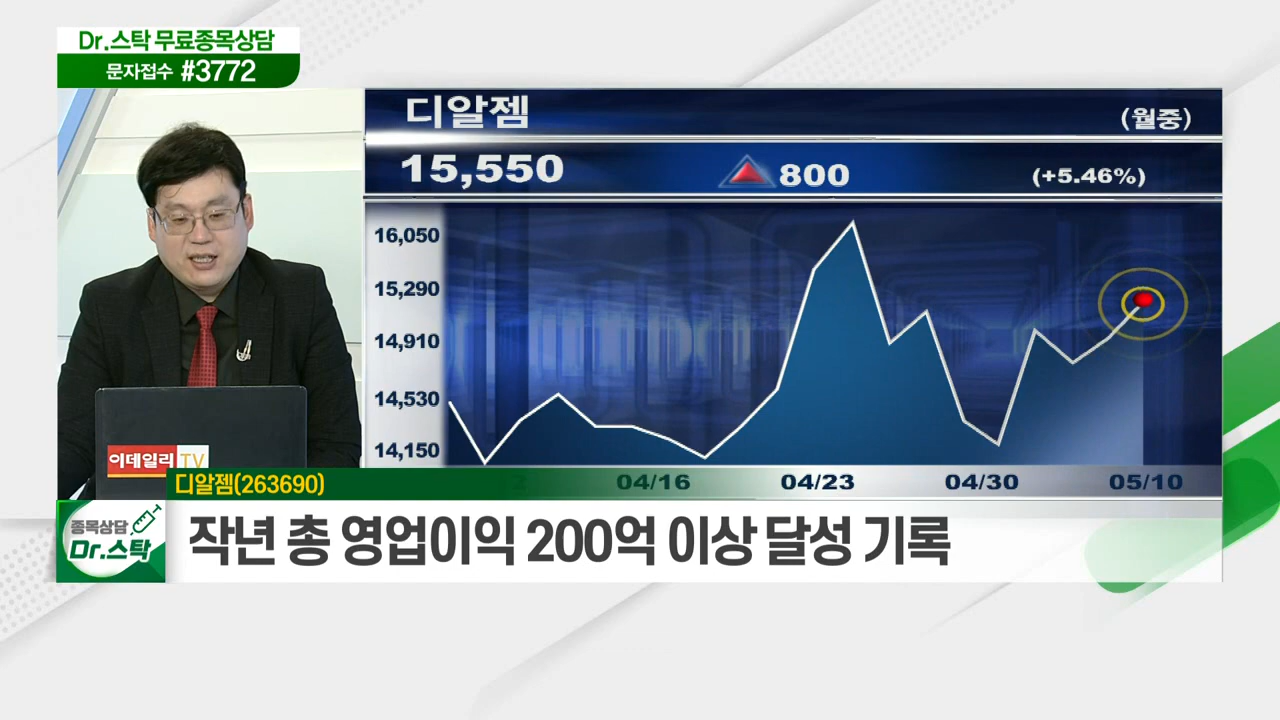 Dr.스탁 무료종목상담
문자접수 #3772
디알젬
(월중)
15,550
800
(+5.46%)
16,050
15,290
14,910
14,530
14,150
04/16
04/23
04/30
05/10
이데일리 TV
디알젬(263690)
종목상담
Dr.스탁
작년 총 영업이익 200억 이상 달성 기록